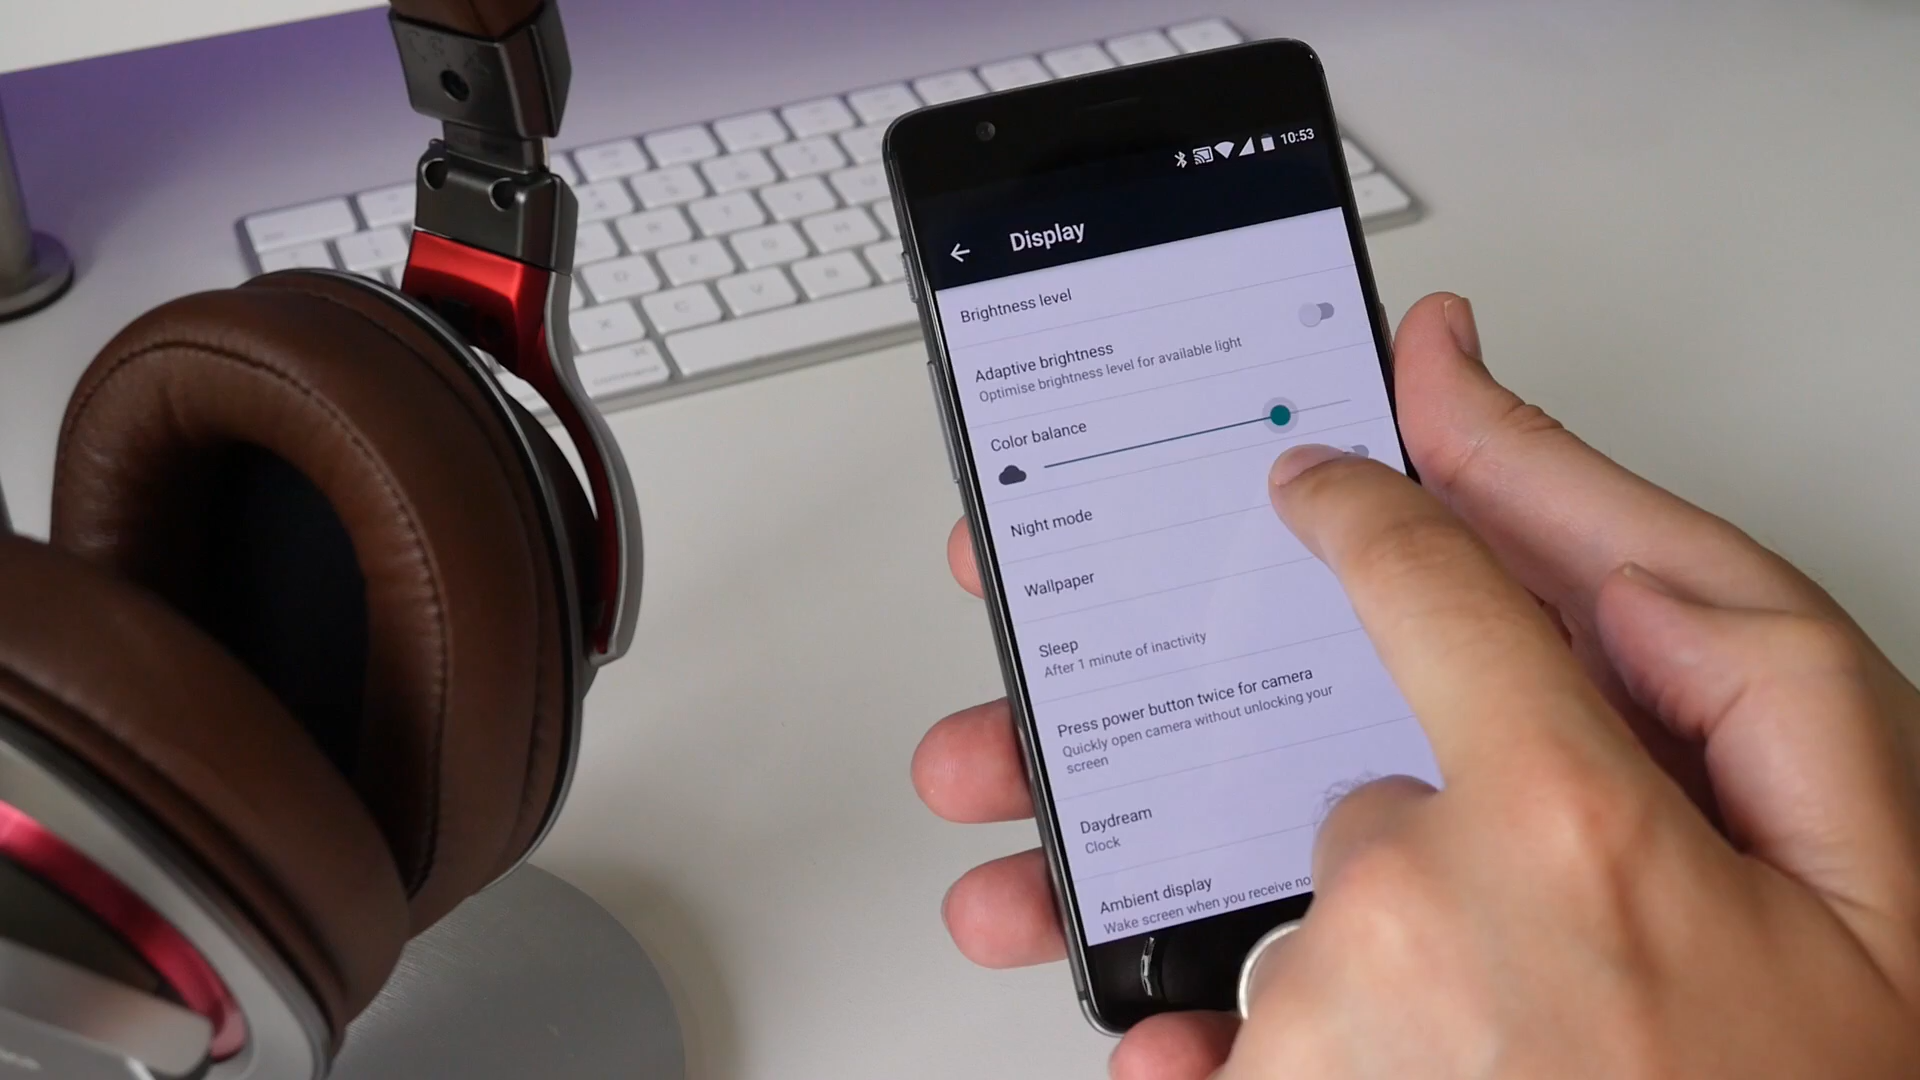 10:53
Display
Brightness level
Adaptive brightness
Optimise brightness level for available light
Color balance
Night mode
Wallpaper
Sleep
After 1 minute of inactivity
Press power button twice for camera
Quickly open camera without unlocking your
screen
Daydream
Clock
Ambient display
Wake screen when you receive
command